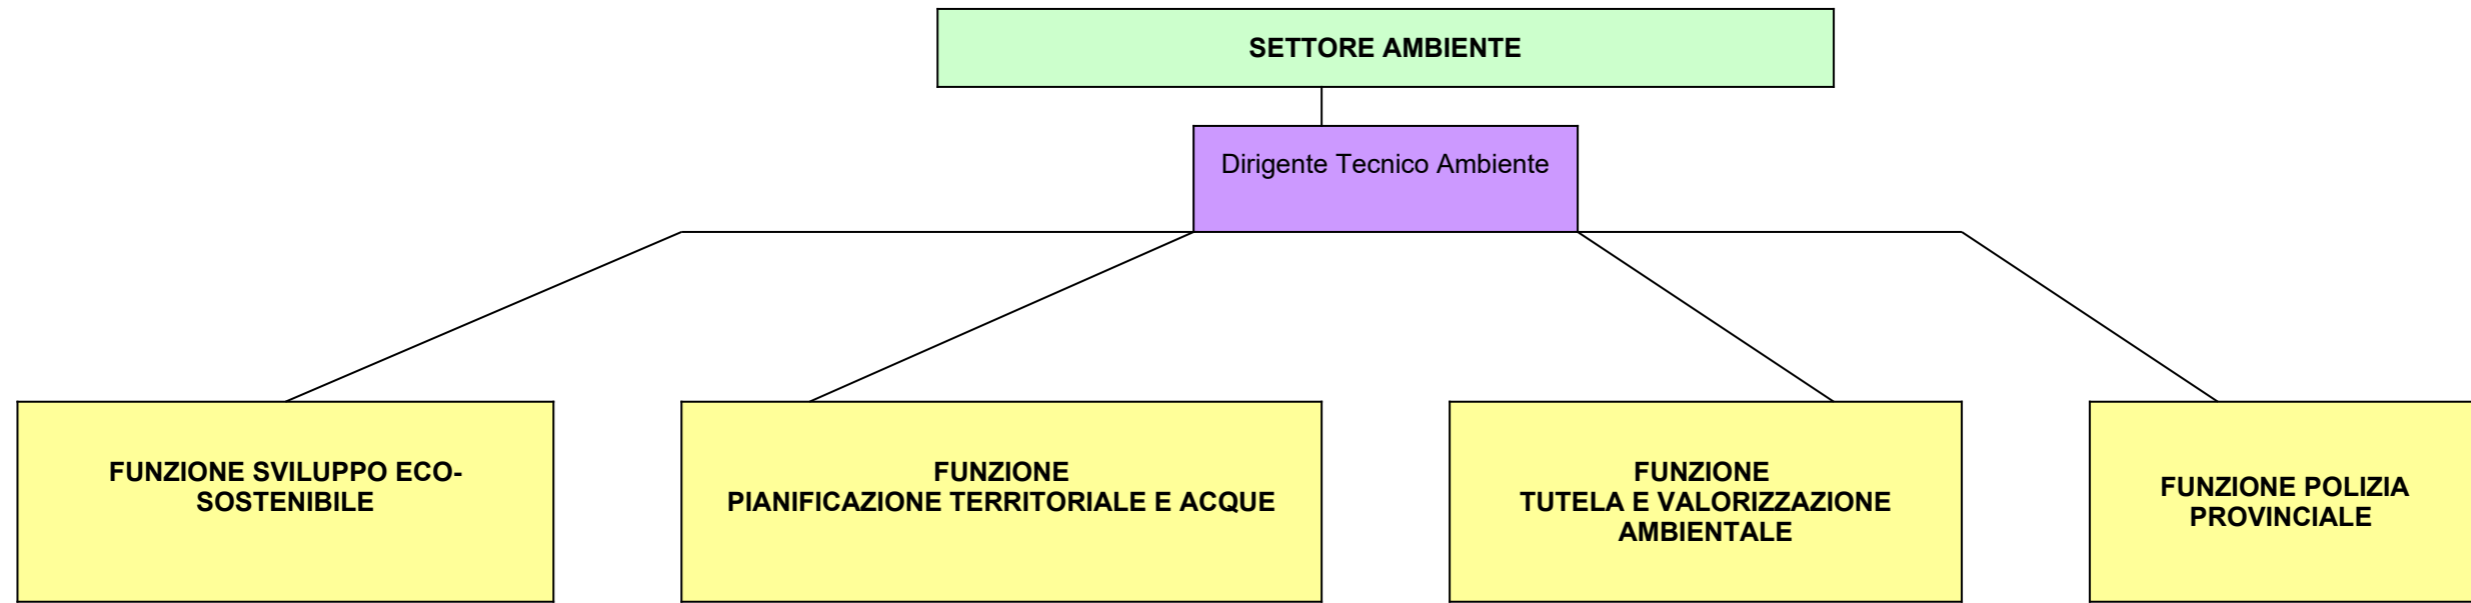 SETTORE AMBIENTE
Dirigente Tecnico Ambiente
FUNZIONE SVILUPPO ECO-
SOSTENIBILE
FUNZIONE
PIANIFICAZIONE TERRITORIALE E ACQUE
FUNZIONE
TUTELA E VALORIZZAZIONE
AMBIENTALE
FUNZIONE POLIZIA
PROVINCIALE